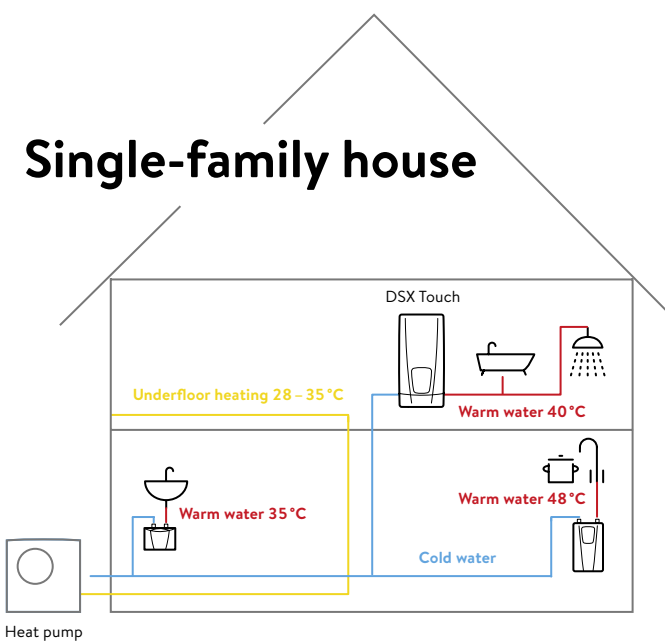 Single-family house
DSX Touch
Underfloor heating 28 – 35 °C
Warm water 40 °C
Warm water 48 °C
Warm water 35 °C
Cold water
Heat pump